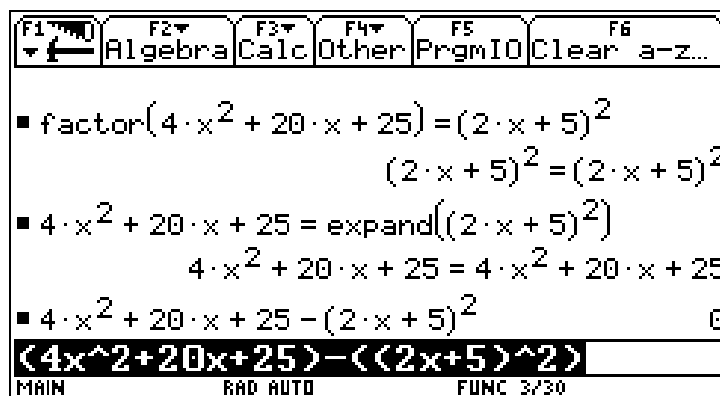 F1 F2 F3 F4 F5 F6
Algebra Calc Other PrgmIO Clear a-z...
factor(4·x² + 20·x + 25) = (2·x + 5)²
(2·x + 5)² = (2·x + 5)²
4·x² + 20·x + 25 = expand((2·x + 5)²)
4·x² + 20·x + 25 = 4·x² + 20·x + 25
4·x² + 20·x + 25 - (2·x + 5)² 0
(4x^2+20x+25)-((2x+5)^2)
MAIN RAD AUTO FUNC 3/30